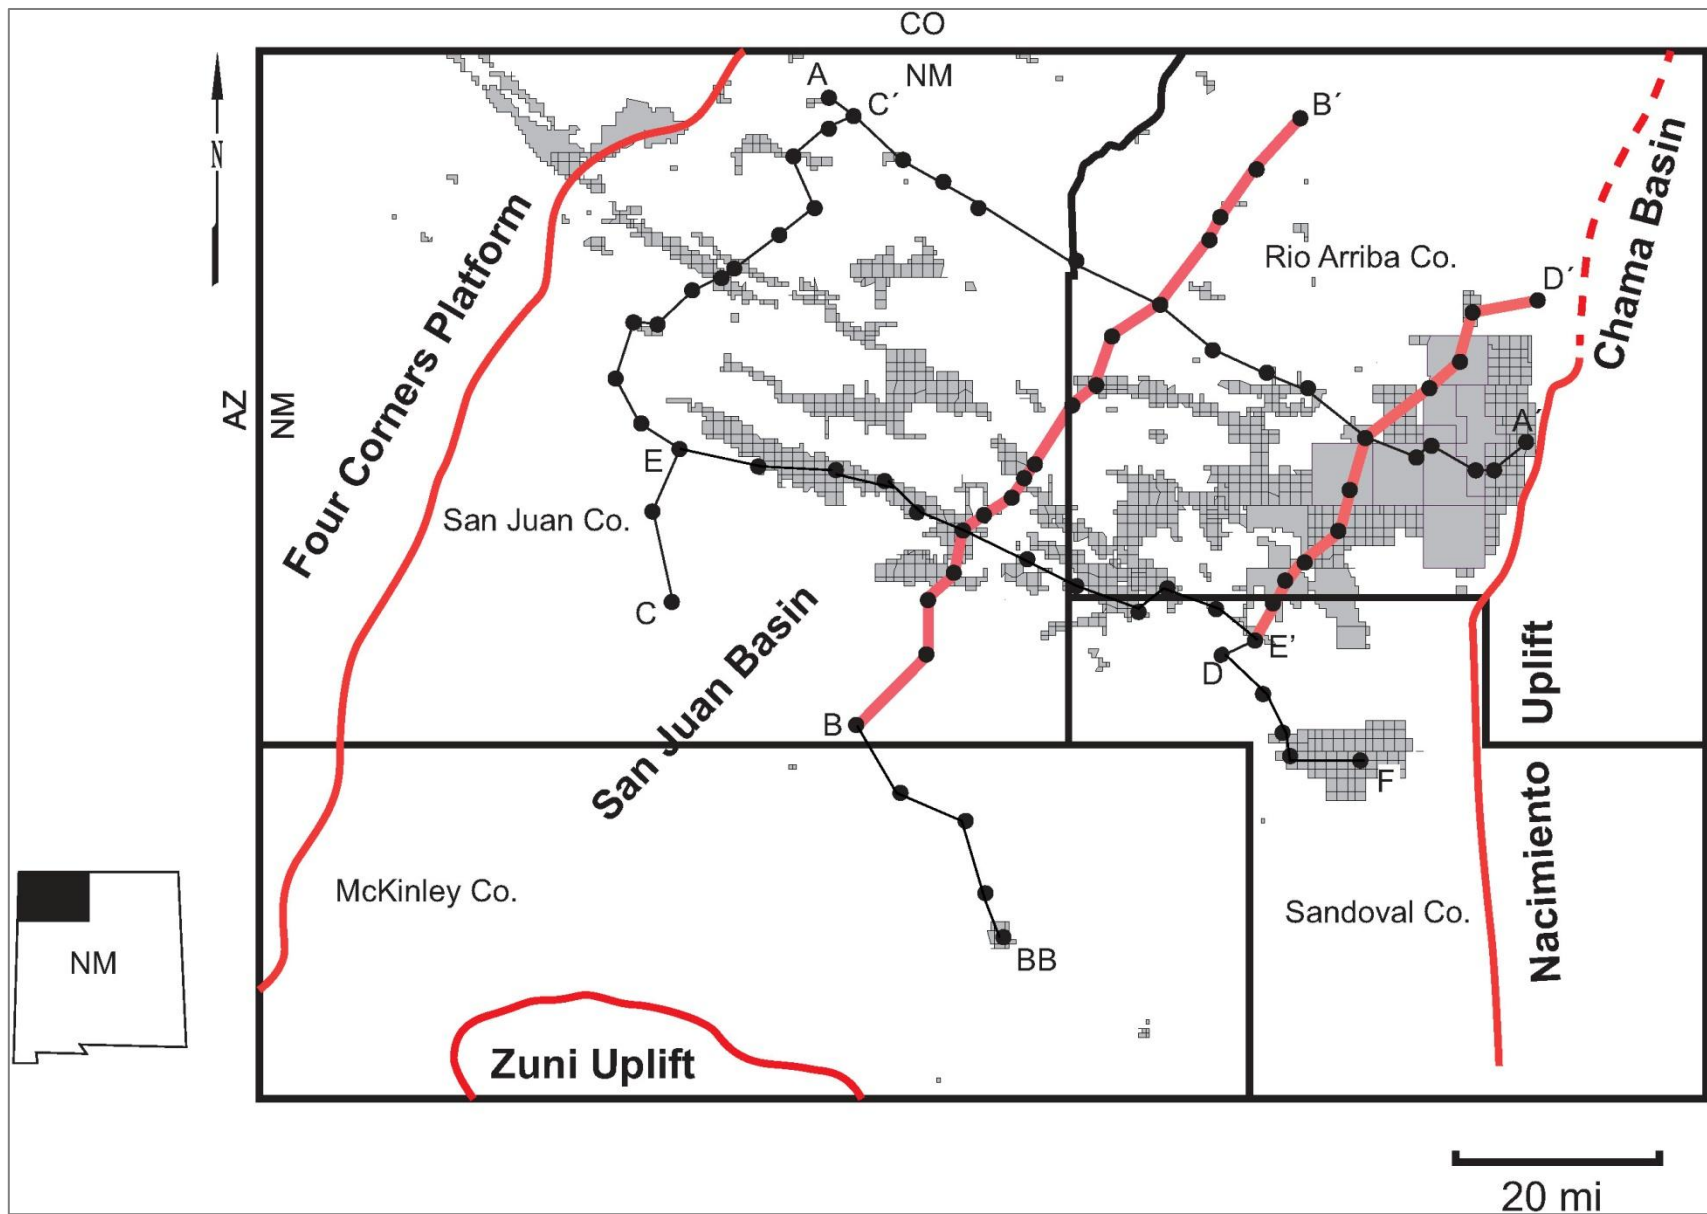 CO
NM
A
C´
B´
N
Rio Arriba Co.
Chama Basin
D´
Four Corners Platform
AZ
NM
A´
E
San Juan Co.
C
San Juan Basin
E'
D
Uplift
B
F
Nacimiento
McKinley Co.
Sandoval Co.
BB
NM
Zuni Uplift
20 mi